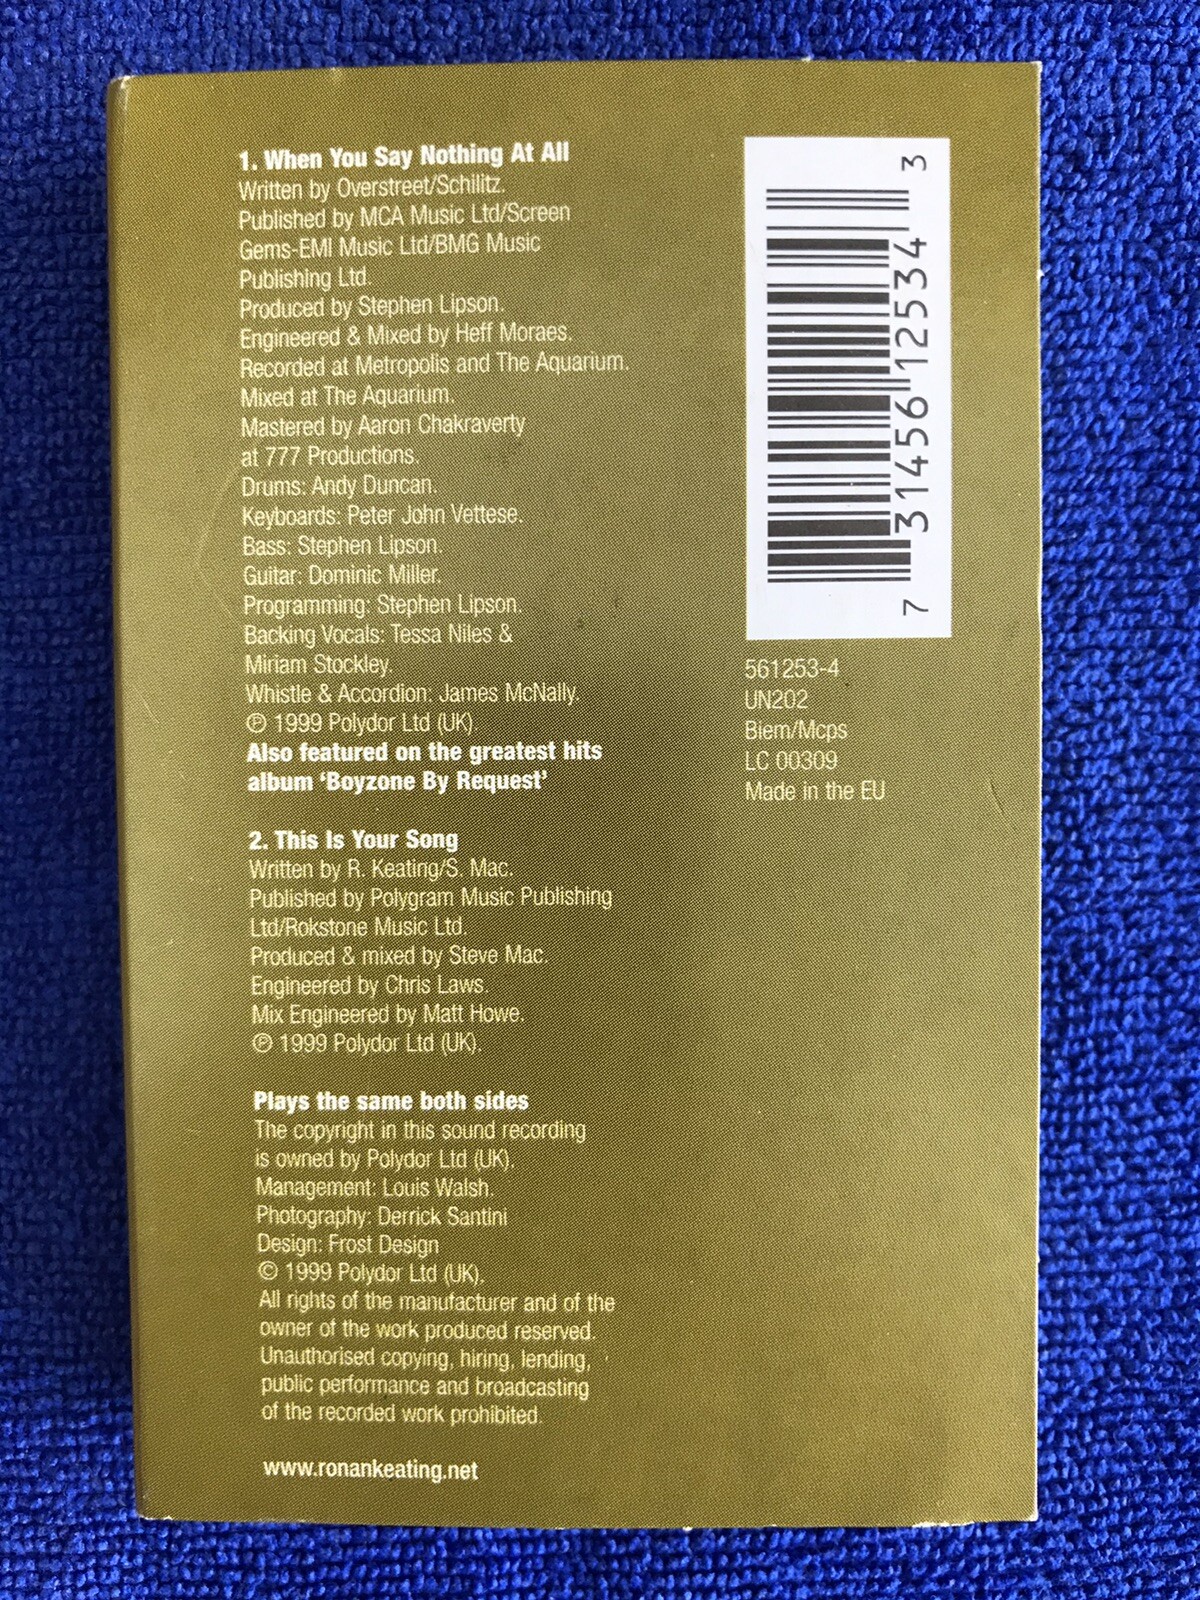 1. When You Say Nothing At All
Written by Overstreet/Schilitz.
Published by MCA Music Ltd/Screen
Gems-EMI Music Ltd/BMG Music
Publishing Ltd.
Produced by Stephen Lipson.
Engineered & Mixed by Heff Moraes.
Recorded at Metropolis and The Aquarium.
Mixed at The Aquarium.
Mastered by Aaron Chakraverty
at 777 Productions.
Drums: Andy Duncan.
Keyboards: Peter John Vettese.
Bass: Stephen Lipson.
Guitar: Dominic Miller.
Programming: Stephen Lipson.
Backing Vocals: Tessa Niles &
Miriam Stockley.
Whistle & Accordion: James McNally.
℗ 1999 Polydor Ltd (UK).
Also featured on the greatest hits
album ‘Boyzone By Request’
2. This Is Your Song
Written by R. Keating/S. Mac.
Published by Polygram Music Publishing
Ltd/Rokstone Music Ltd.
Produced & mixed by Steve Mac.
Engineered by Chris Laws.
Mix Engineered by Matt Howe.
℗ 1999 Polydor Ltd (UK).
Plays the same both sides
The copyright in this sound recording
is owned by Polydor Ltd (UK).
Management: Louis Walsh.
Photography: Derrick Santini
Design: Frost Design
© 1999 Polydor Ltd (UK).
All rights of the manufacturer and of the
owner of the work produced reserved.
Unauthorised copying, hiring, lending,
public performance and broadcasting
of the recorded work prohibited.
www.ronankeating.net
7 31456 12534 3
561253-4
UN202
Biem/Mcps
LC 00309
Made in the EU